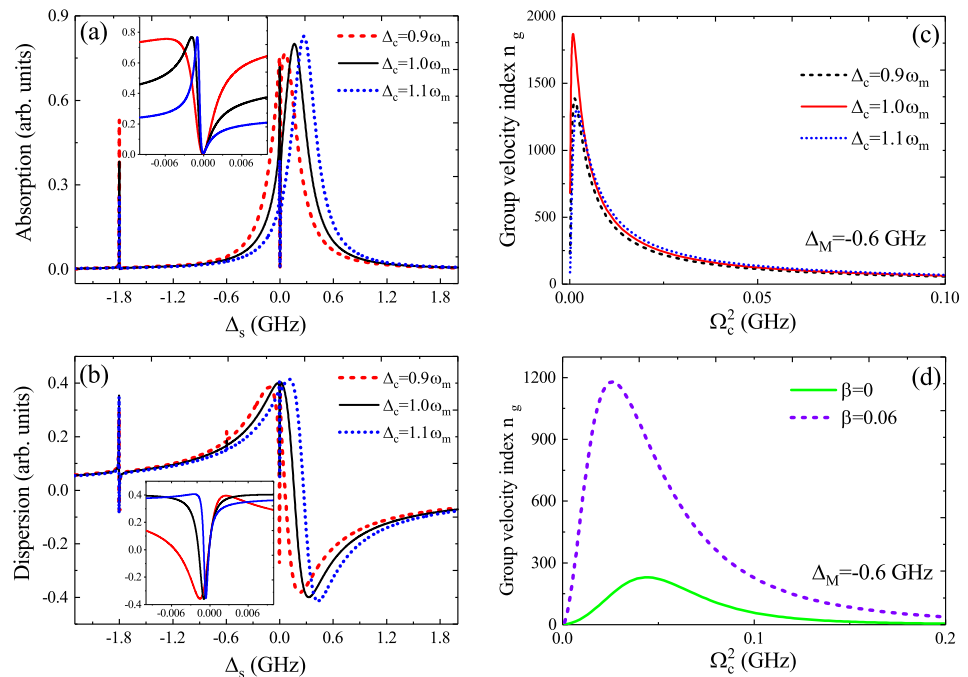 (a)
Δc=0.9ωm
Δc=1.0ωm
Δc=1.1ωm
0.9
0.6
0.3
0.0
0.8
0.6
0.4
0.2
0.0
-0.006 0.000 0.006
-1.8 -1.2 -0.6 0.0 0.6 1.2 1.8
Absorption (arb. units)
Δs (GHz)
(b)
Δc=0.9ωm
Δc=1.0ωm
Δc=1.1ωm
0.4
0.2
0.0
-0.2
-0.4
0.4
0.2
0.0
-0.2
-0.4
-0.006 0.000 0.006
-1.8 -1.2 -0.6 0.0 0.6 1.2 1.8
Dispersion (arb. units)
Δs (GHz)
(c)
Δc=0.9ωm
Δc=1.0ωm
Δc=1.1ωm
ΔM=-0.6 GHz
2000
1750
1500
1250
1000
750
500
250
0
0.00 0.05 0.10
Group velocity index n g
Ωc² (GHz)
(d)
β=0
β=0.06
ΔM=-0.6 GHz
1200
900
600
300
0
0.0 0.1 0.2
Group velocity index n g
Ωc² (GHz)